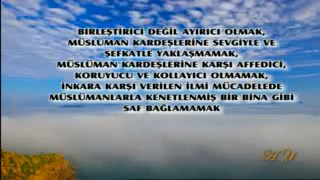 BİRLEŞTİRİCİ DEĞİL AYIRICI OLMAK,
MÜSLÜMAN KARDEŞLERİNE SEVGİYLE VE
ŞEFKATLE YAKLAŞMAMAK,
MÜSLÜMAN KARDEŞLERİNE KARŞI AFFEDİCİ,
KORUYUCU VE KOLLAYICI OLMAMAK,
İNKARA KARŞI VERİLEN İLMİ MÜCADELEDE
MÜSLÜMANLARLA KENETLENMİŞ BİR BİNA GİBİ
SAF BAĞLAMAMAK